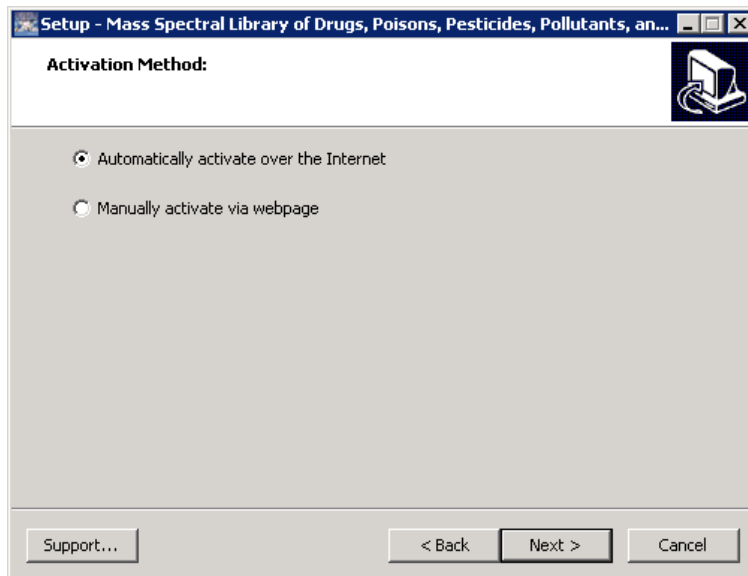 Setup - Mass Spectral Library of Drugs, Poisons, Pesticides, Pollutants, an...
Activation Method:
Automatically activate over the Internet
Manually activate via webpage
Support... < Back Next > Cancel